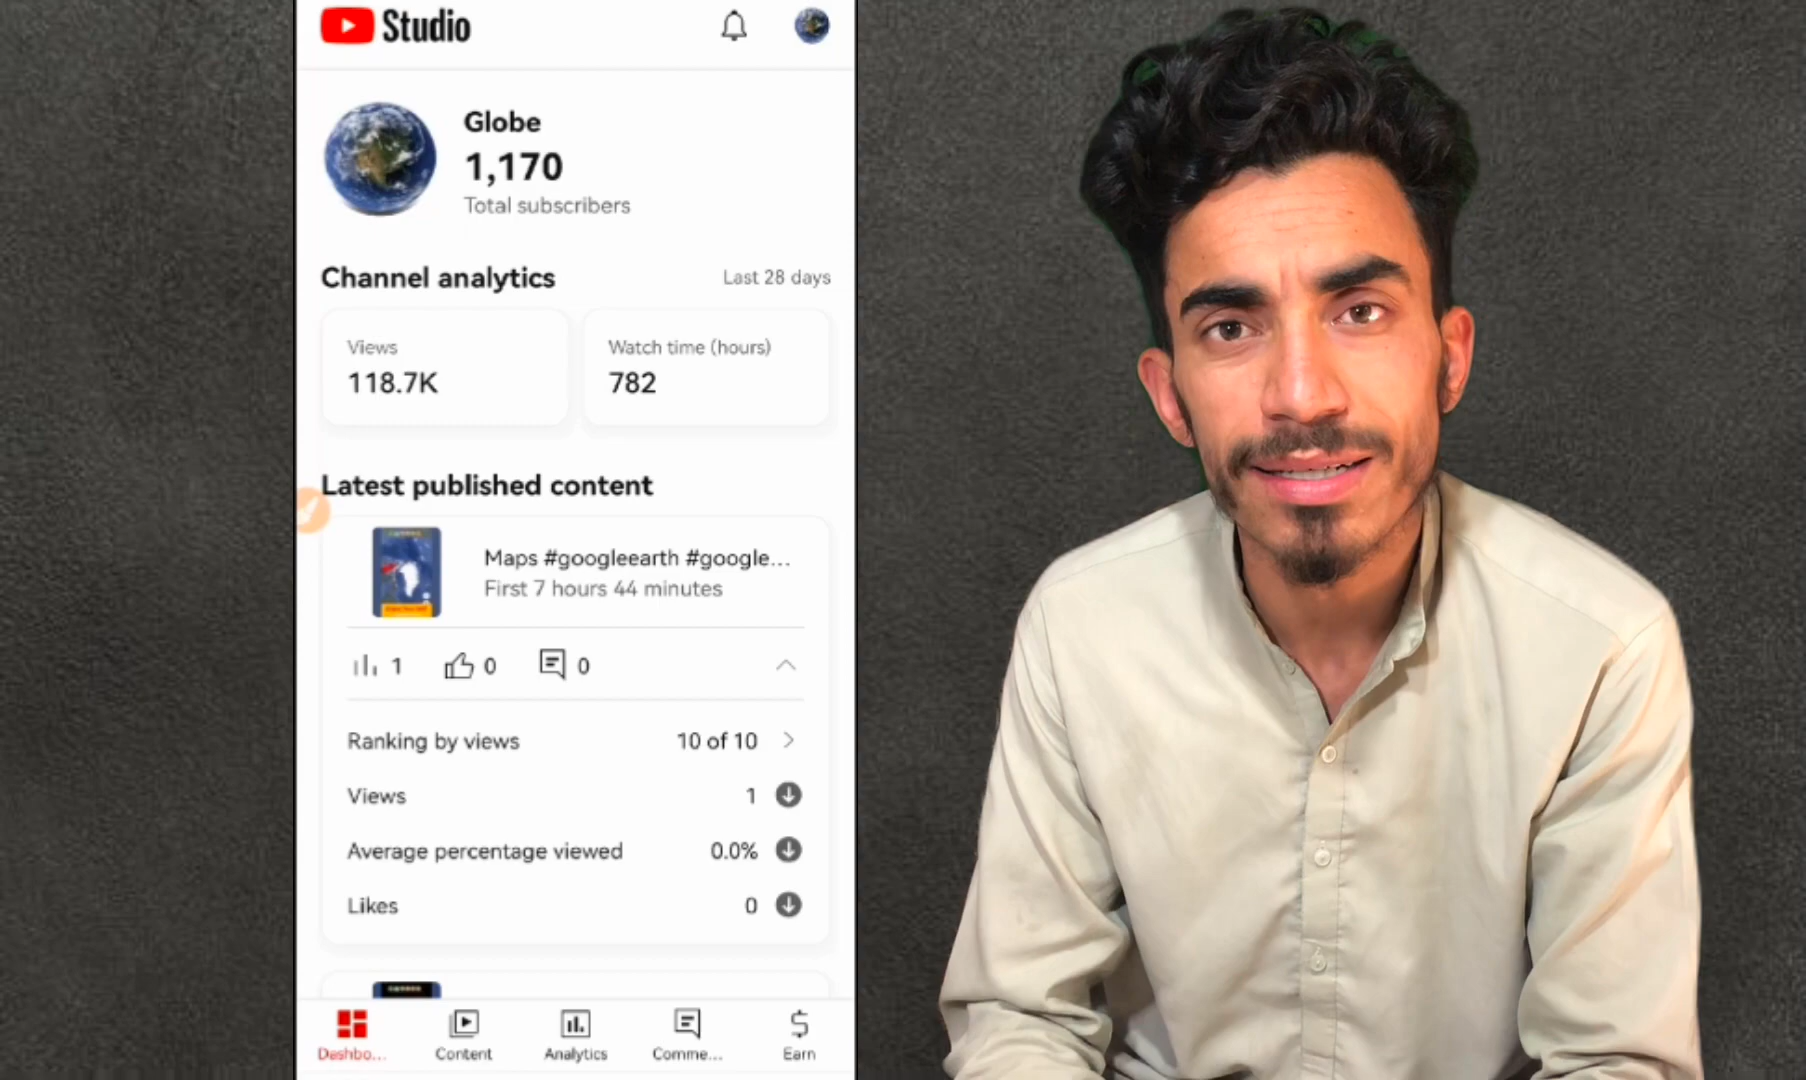 Studio
Globe
1,170
Total subscribers
Channel analytics
Last 28 days
Views
118.7K
Watch time (hours)
782
Latest published content
Maps #googleearth #google...
First 7 hours 44 minutes
1
0
0
Ranking by views
10 of 10
Views
1
Average percentage viewed
0.0%
Likes
0
Dashbo...
Content
Analytics
Comme...
Earn